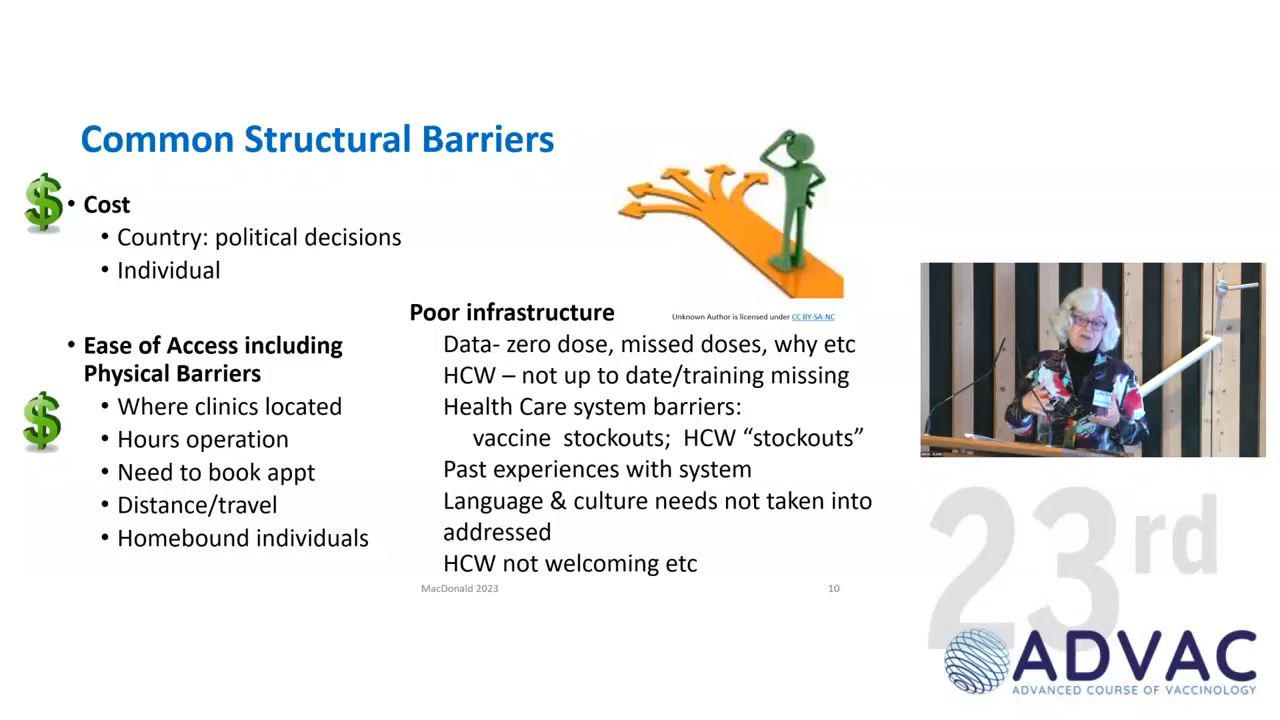 Common Structural Barriers
$
• Cost
• Country: political decisions
• Individual
$
• Ease of Access including
Physical Barriers
• Where clinics located
• Hours operation
• Need to book appt
• Distance/travel
• Homebound individuals
Unknown Author is licensed under CC BY-SA-NC
Poor infrastructure
Data- zero dose, missed doses, why etc
HCW – not up to date/training missing
Health Care system barriers:
vaccine stockouts; HCW “stockouts”
Past experiences with system
Language & culture needs not taken into
addressed
HCW not welcoming etc
MacDonald 2023
10
23rd
ADVAC
ADVANCED COURSE OF VACCINOLOGY